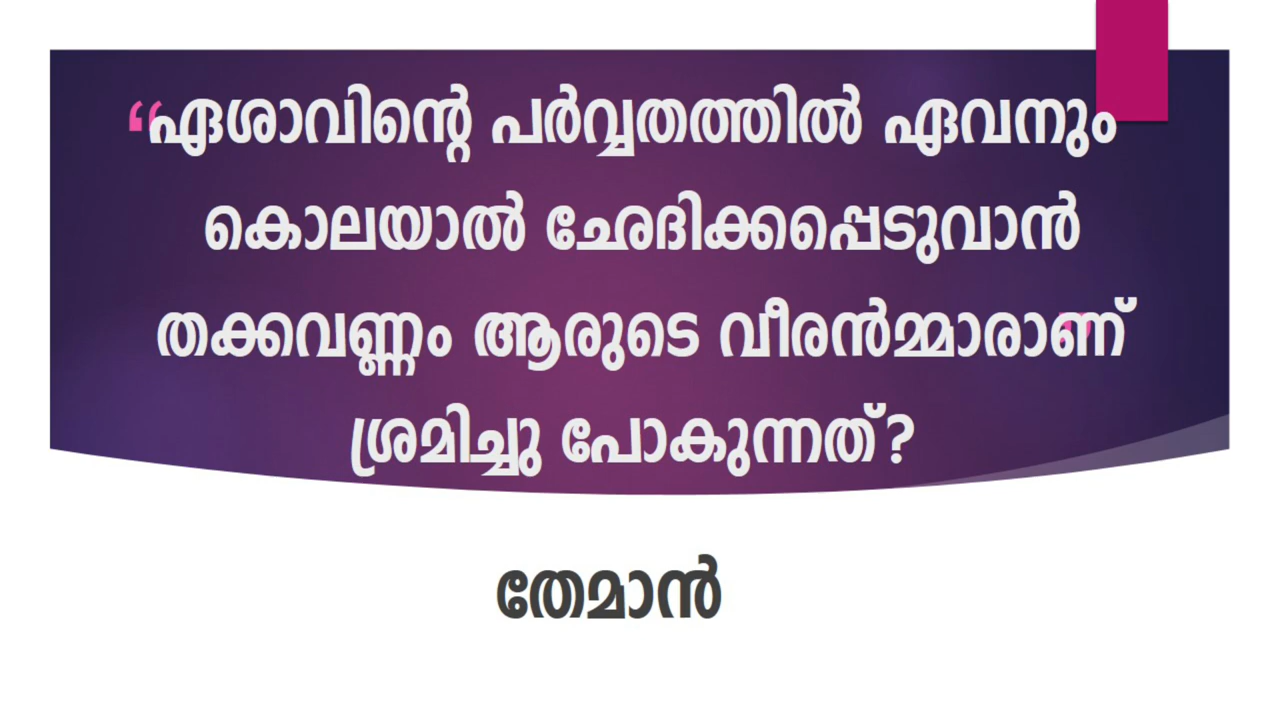 “ഏശാവിന്റെ പർവ്വതത്തിൽ ഏവനും
കൊലയാൽ ഛേദിക്കപ്പെടുവാൻ
തക്കവണ്ണം ആരുടെ വീരൻമ്മാരാണ്”
ശ്രമിച്ചു പോകുന്നത്?
തേമാൻ